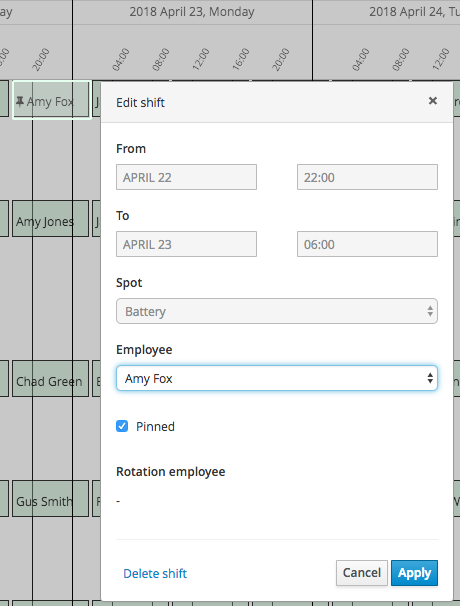 ay
2018 April 23, Monday
2018 April 24, Tu
20:00
04:00
08:00
12:00
16:00
20:00
04:00
08:00
12:00
Amy Fox
Edit shift ×
From
APRIL 22 22:00
To
APRIL 23 06:00
Spot
Battery
Amy Jones
Employee
Amy Fox
Chad Green
Pinned
Rotation employee
-
Gus Smith
Delete shift Cancel Apply